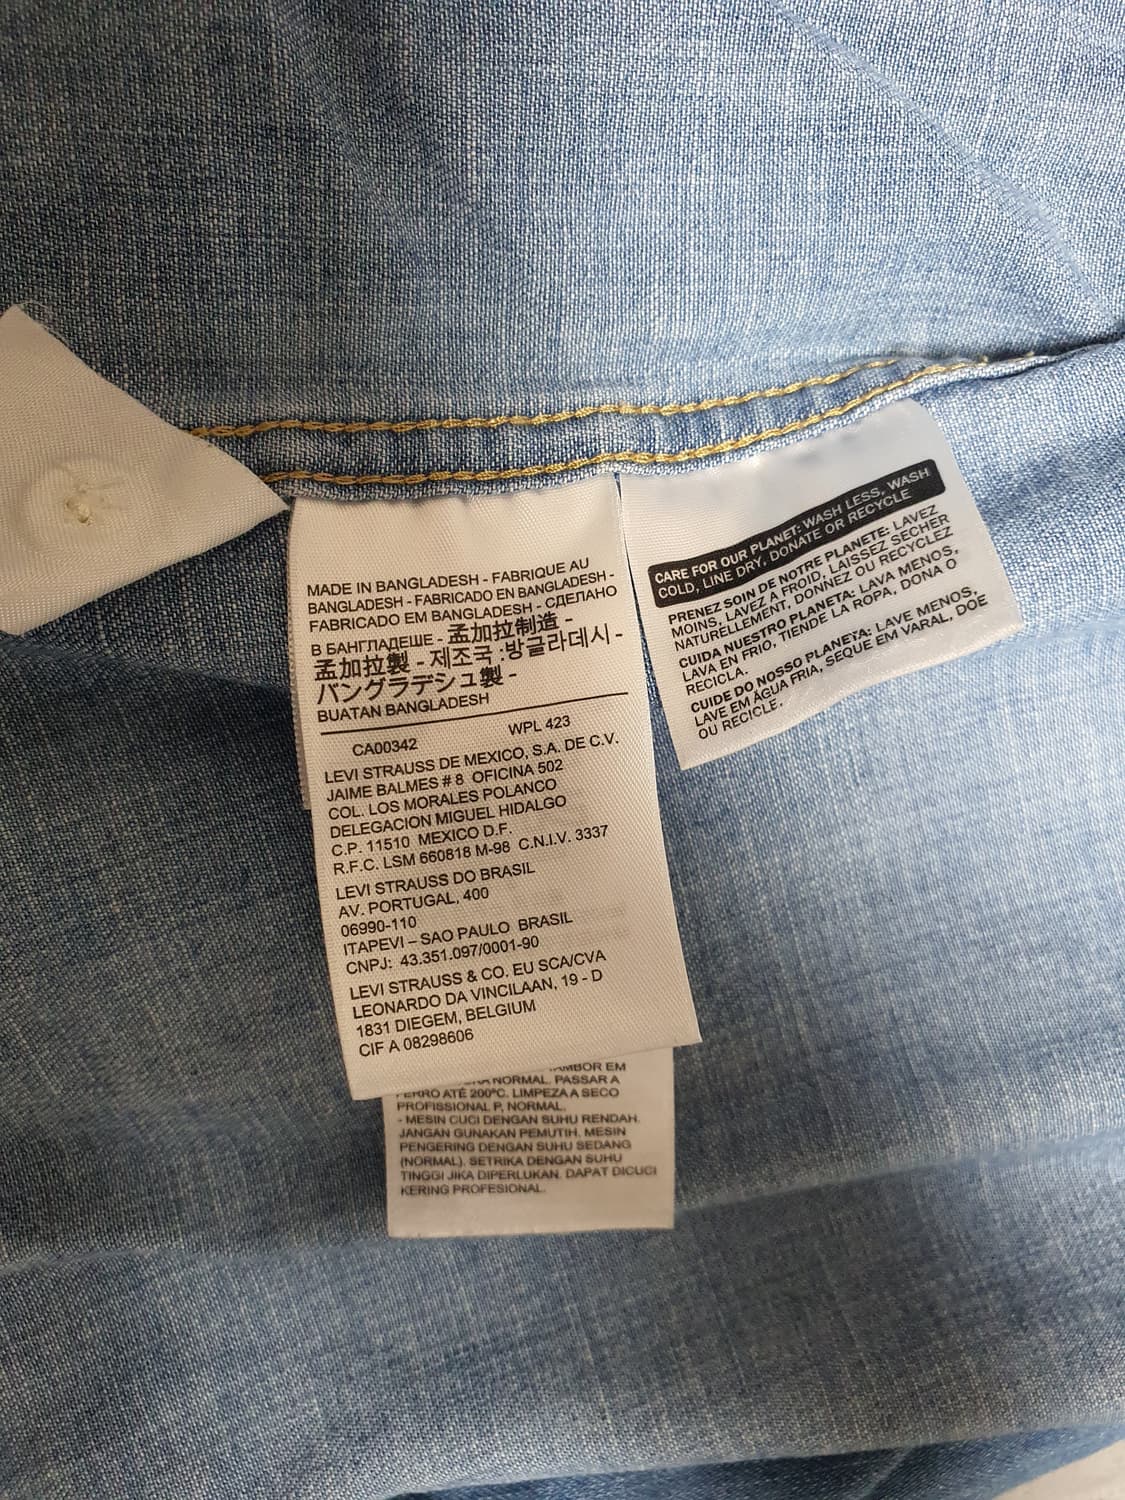 MADE IN BANGLADESH - FABRIQUE AU
BANGLADESH - FABRICADO EN BANGLADESH -
FABRICADO EM BANGLADESH - СДЕЛАНО
В БАНГЛАДЕШЕ - 孟加拉制造 -
孟加拉製 - 제조국 :방글라데시 -
バングラデシュ製 -
BUATAN BANGLADESH
CA00342 WPL 423
LEVI STRAUSS DE MEXICO, S.A. DE C.V.
JAIME BALMES # 8 OFICINA 502
COL. LOS MORALES POLANCO
DELEGACION MIGUEL HIDALGO
C.P. 11510 MEXICO D.F.
R.F.C. LSM 660818 M-98 C.N.I.V. 3337
LEVI STRAUSS DO BRASIL
AV. PORTUGAL, 400
06990-110
ITAPEVI – SAO PAULO BRASIL
CNPJ: 43.351.097/0001-90
LEVI STRAUSS & CO. EU SCA/CVA
LEONARDO DA VINCILAAN, 19 - D
1831 DIEGEM, BELGIUM
CIF A 08298606
EM
NORMAL. PASSAR A
FERRO ATÉ 200ºC. LIMPEZA A SECO
PROFISSIONAL P, NORMAL.
- MESIN CUCI DENGAN SUHU RENDAH.
JANGAN GUNAKAN PEMUTIH. MESIN
PENGERING DENGAN SUHU SEDANG
(NORMAL). SETRIKA DENGAN SUHU
TINGGI JIKA DIPERLUKAN. DAPAT DICUCI
KERING PROFESIONAL.
CARE FOR OUR PLANET: WASH LESS, WASH
COLD, LINE DRY, DONATE OR RECYCLE
PRENEZ SOIN DE NOTRE PLANETE: LAVEZ
MOINS, LAVEZ A FROID, LAISSEZ SECHER
NATURELLEMENT, DONINEZ OU RECYCLEZ
CUIDA NUESTRO PLANETA: LAVA MENOS,
LAVA EN FRIO, TIENDE LA ROPA, DONA O
RECICLA.
CUIDE DO NOSSO PLANETA: LAVE MENOS,
LAVE EM ÁGUA FRIA, SEQUE EM VARAL, DOE
OU RECICLE.